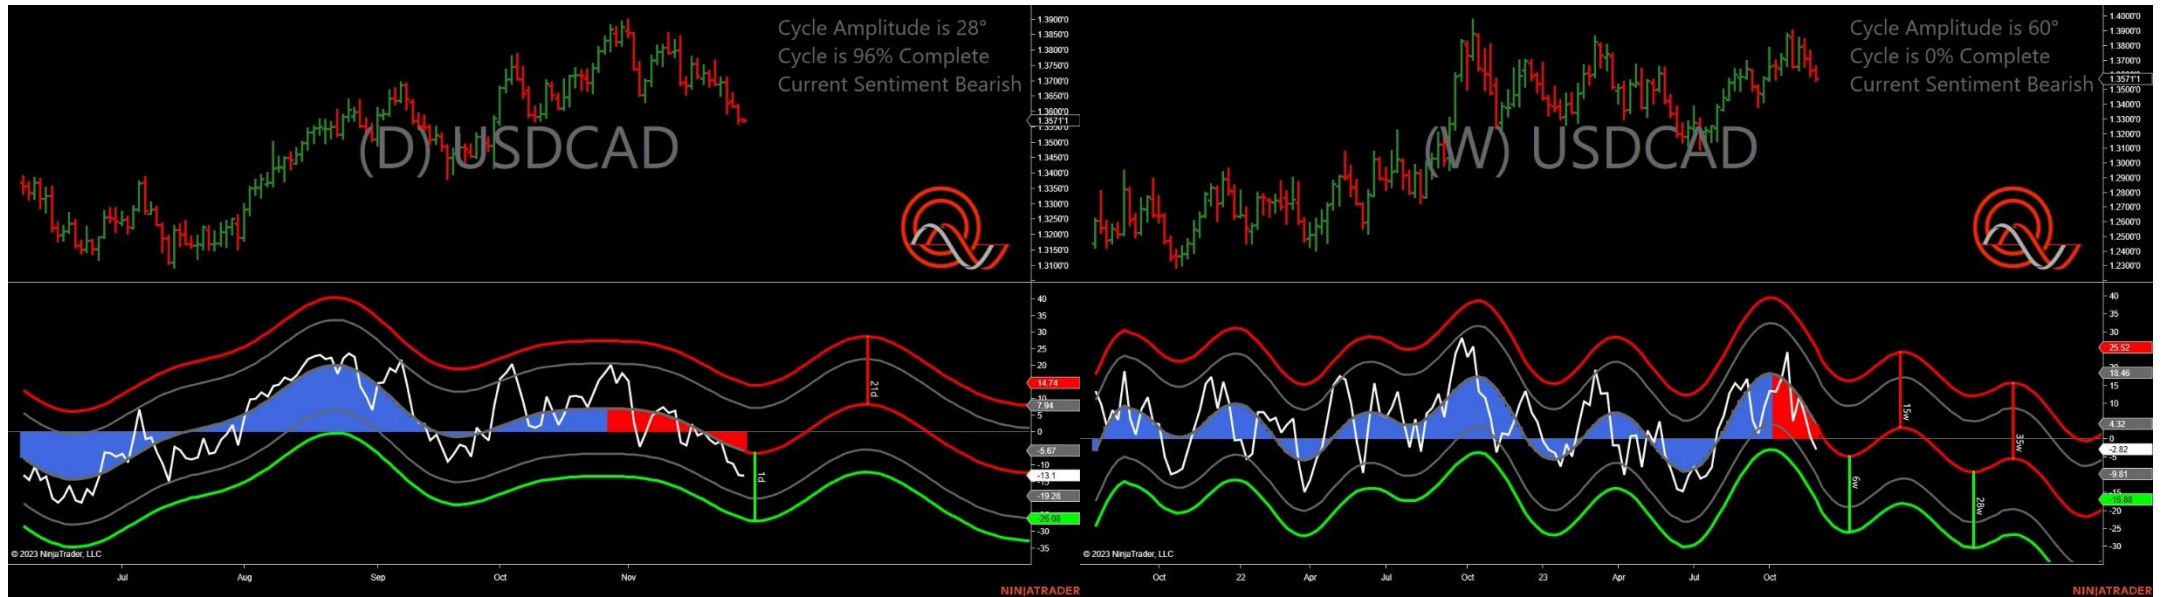 Cycle Amplitude is 28°
Cycle is 96% Complete
Current Sentiment Bearish
(D) USDCAD
1.3900'0
1.3850'0
1.3800'0
1.3750'0
1.3700'0
1.3650'0
1.3600'0
1.3571'1
1.3500'0
1.3450'0
1.3400'0
1.3350'0
1.3300'0
1.3250'0
1.3200'0
1.3150'0
1.3100'0
40
35
30
25
20
14.74
7.94
5
0
-5.67
-10
-13.1
-19.28
-26.08
-30
-35
21d
1d
© 2023 NinjaTrader, LLC
Jul
Aug
Sep
Oct
Nov
NINJATRADER
Cycle Amplitude is 60°
Cycle is 0% Complete
Current Sentiment Bearish
(W) USDCAD
1.4000'0
1.3900'0
1.3800'0
1.3700'0
1.3571'1
1.3500'0
1.3400'0
1.3300'0
1.3200'0
1.3100'0
1.3000'0
1.2900'0
1.2800'0
1.2700'0
1.2600'0
1.2500'0
1.2400'0
1.2300'0
40
35
30
25.52
18.46
15
10
4.32
0
-2.82
-9.81
-16.88
-20
-25
-30
15w
35w
6w
28w
© 2023 NinjaTrader, LLC
Oct
22
Apr
Jul
Oct
23
Apr
Jul
Oct
NINJATRADER